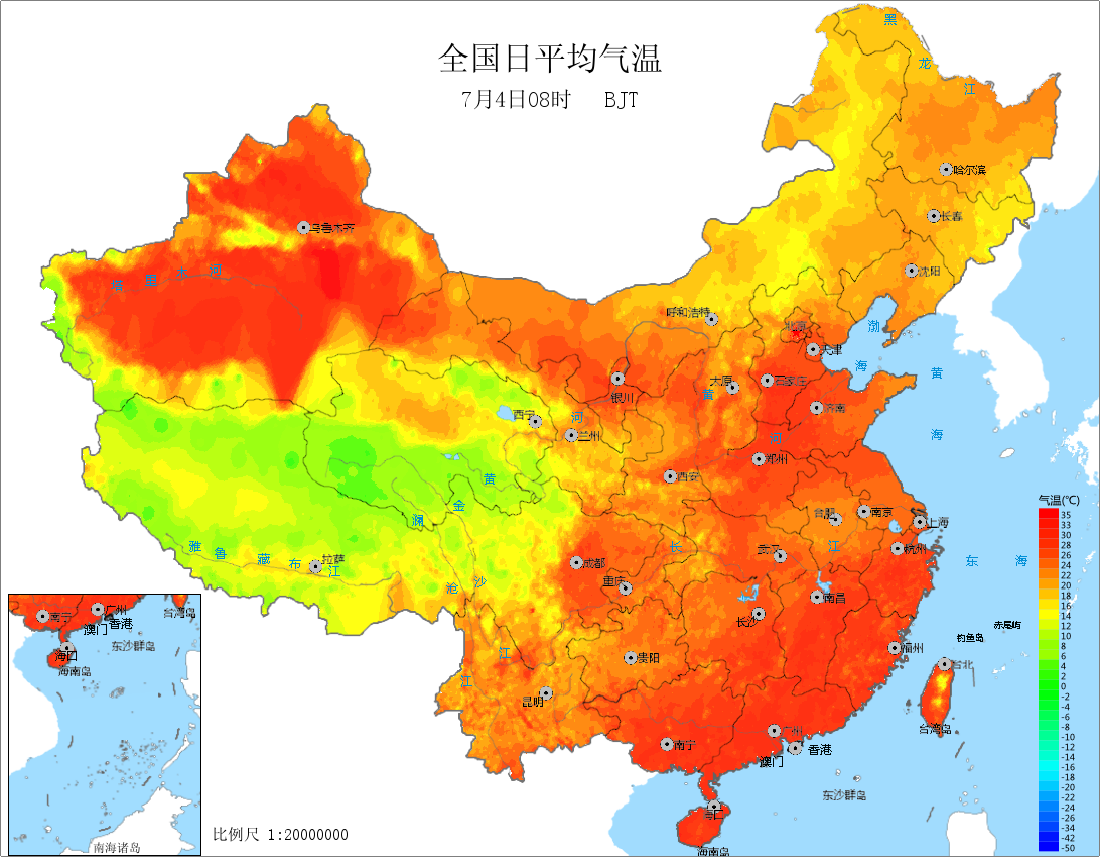 全国日平均气温
7月4日08时 BJT
黑
龙
江
哈尔滨
长春
沈阳
乌鲁木齐
大
河
呼和浩特
北京
天津
渤
海
黄
海
银川
太原
石家庄
济南
黄
河
西宁
兰州
河
郑州
西安
黄
金
澜
合肥
南京
上海
杭州
雅
鲁
藏
布
江
拉萨
成都
重庆
长
武汉
江
东
海
沧
沙
南昌
长沙
赤尾屿
钓鱼岛
江
江
贵阳
福州
台北
昆明
台湾岛
南宁
广州
香港
澳门
东沙群岛
海口
海南岛
气温(℃)
35
33
30
28
26
24
22
20
18
16
14
12
10
8
6
4
2
0
-2
-4
-6
-8
-10
-12
-14
-16
-18
-20
-22
-24
-26
-34
-42
-50
南宁
广州
台湾岛
澳门
香港
海口
东沙群岛
海南岛
南海诸岛
比例尺 1:20000000